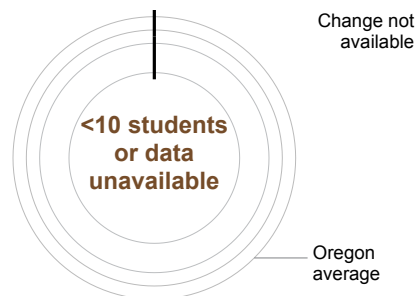 Change not
available
<10 students
or data
unavailable
Oregon
average